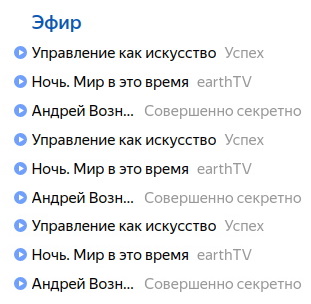 Эфир
Управление как искусство Успех
Ночь. Мир в это время earthTV
Андрей Возн... Совершенно секретно
Управление как искусство Успех
Ночь. Мир в это время earthTV
Андрей Возн... Совершенно секретно
Управление как искусство Успех
Ночь. Мир в это время earthTV
Андрей Возн... Совершенно секретно